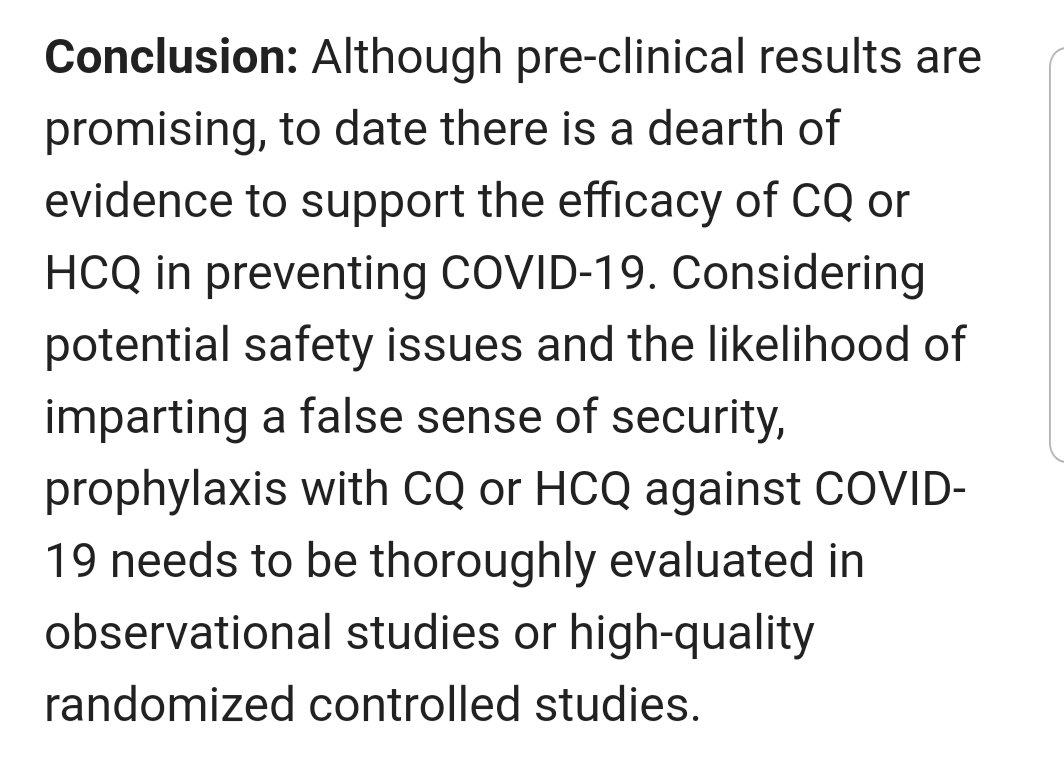 Conclusion: Although pre-clinical results are
promising, to date there is a dearth of
evidence to support the efficacy of CQ or
HCQ in preventing COVID-19. Considering
potential safety issues and the likelihood of
imparting a false sense of security,
prophylaxis with CQ or HCQ against COVID-
19 needs to be thoroughly evaluated in
observational studies or high-quality
randomized controlled studies.